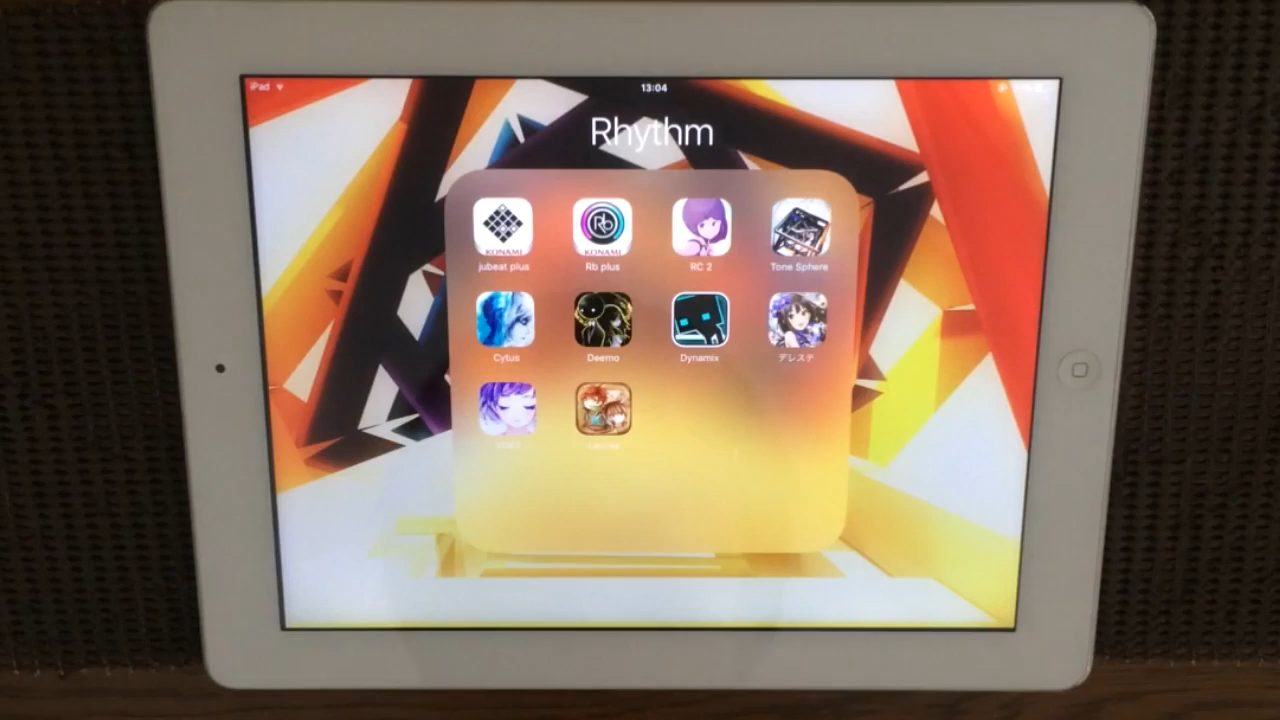 iPad
13:04
Rhythm
KONAMI
Rb
KONAMI
jubeat plus
Rb plus
RC 2
Tone Sphere
Cytus
Deemo
Dynamix
デレステ